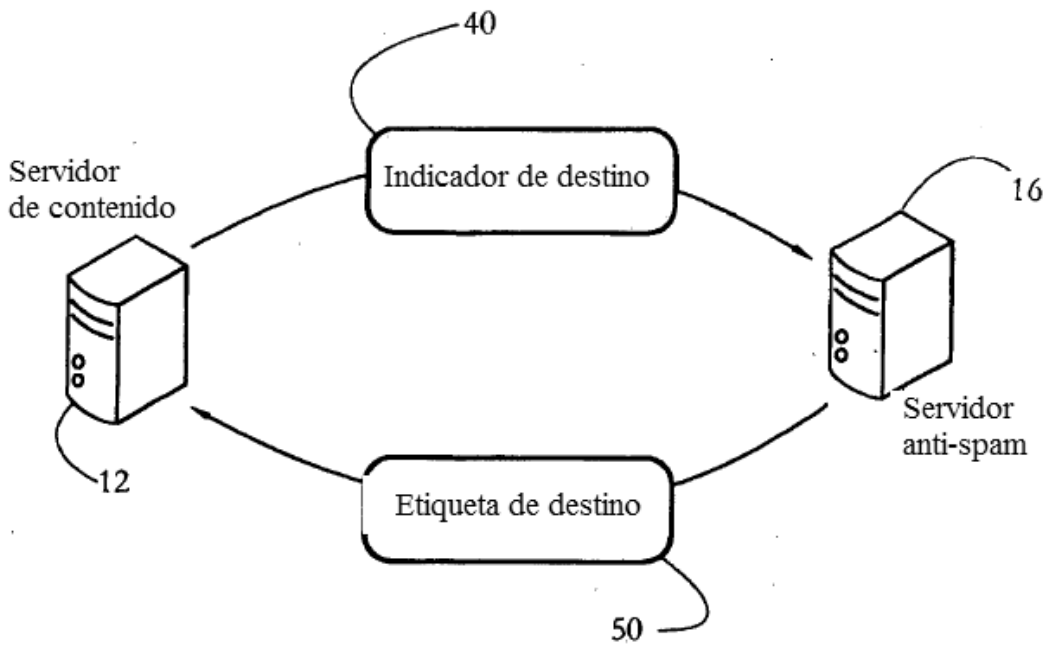 40
Servidor
de contenido
Indicador de destino
16
12
Etiqueta de destino
Servidor
anti-spam
50